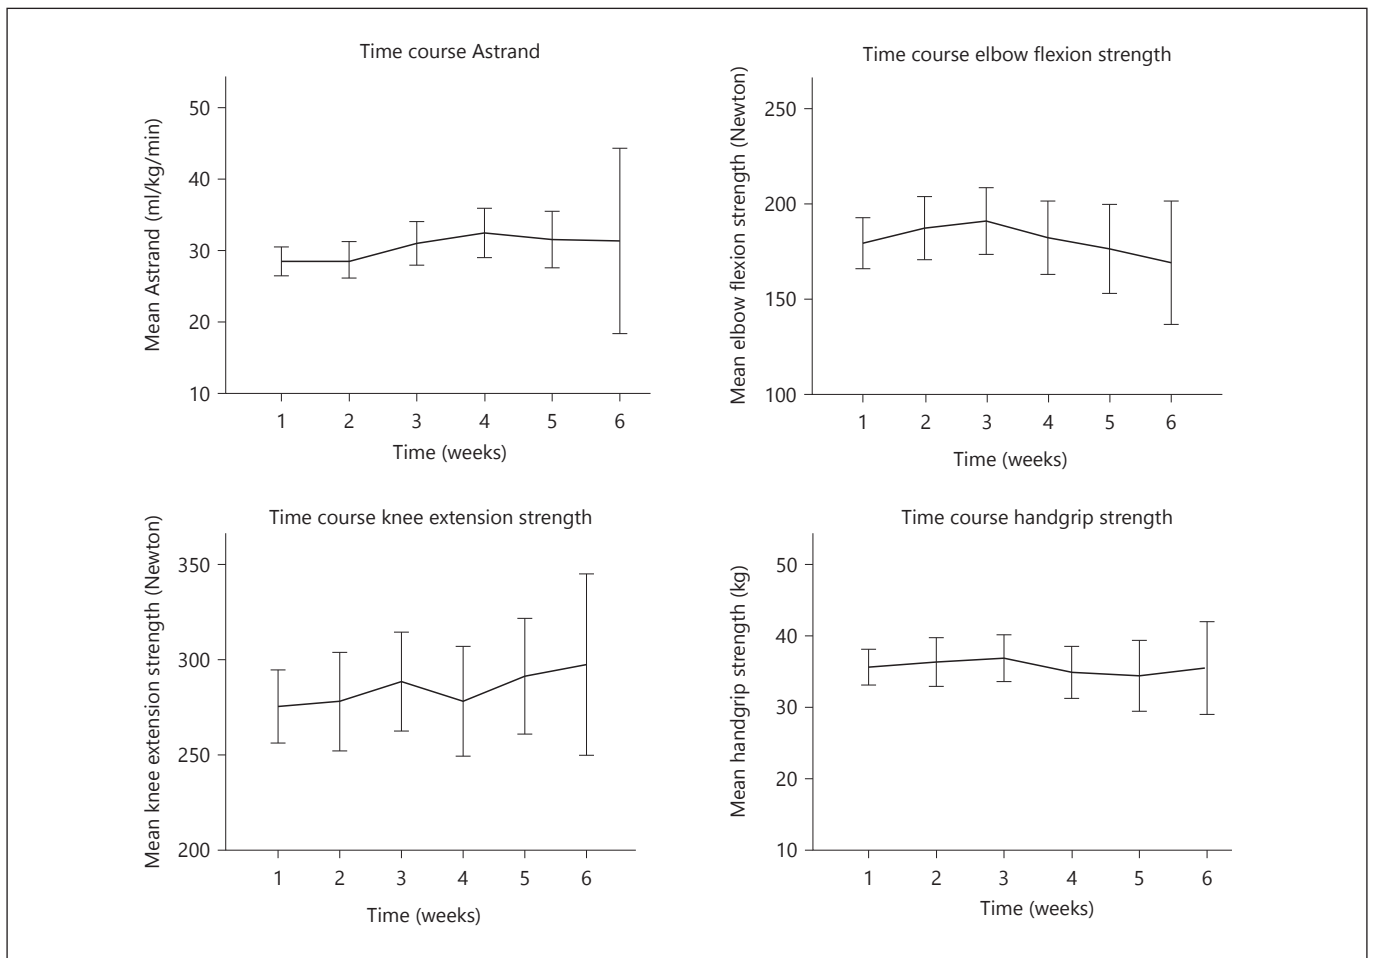 Time course Astrand
Mean Astrand (ml/kg/min)
50
40
30
20
10
1 2 3 4 5 6
Time (weeks)
Time course elbow flexion strength
Mean elbow flexion strength (Newton)
250
200
150
100
1 2 3 4 5 6
Time (weeks)
Time course knee extension strength
Mean knee extension strength (Newton)
350
300
250
200
1 2 3 4 5 6
Time (weeks)
Time course handgrip strength
Mean handgrip strength (kg)
50
40
30
20
10
1 2 3 4 5 6
Time (weeks)